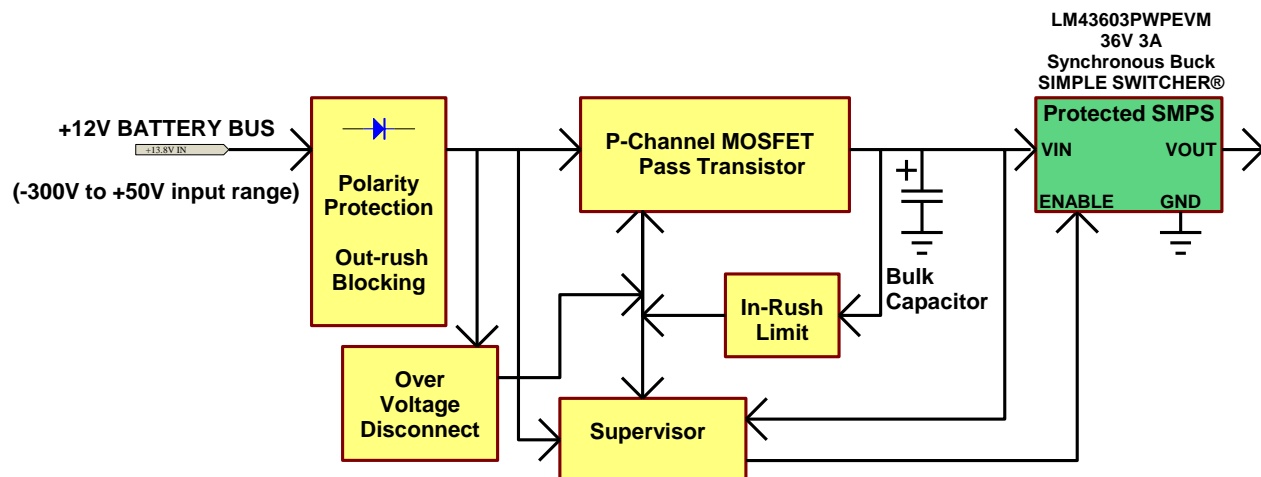 LM43603PWPEVM
36V 3A
Synchronous Buck
SIMPLE SWITCHER®
+12V BATTERY BUS
+13.8V IN
(-300V to +50V input range)
Polarity
Protection
Out-rush
Blocking
P-Channel MOSFET
Pass Transistor
+
Bulk
Capacitor
Protected SMPS
VIN
VOUT
ENABLE
GND
In-Rush
Limit
Over
Voltage
Disconnect
Supervisor